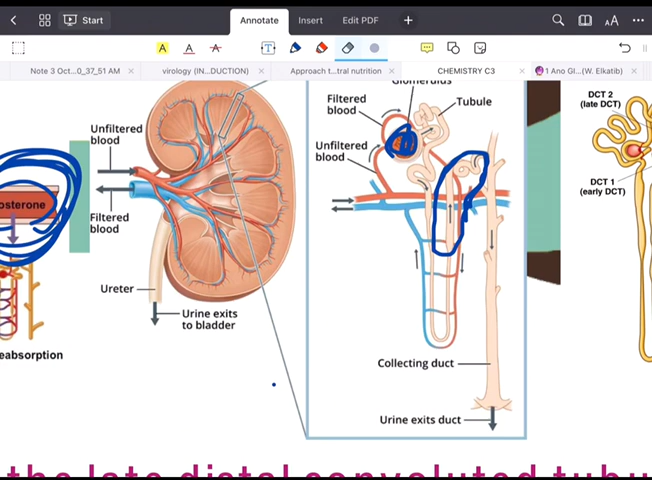 Start
Annotate
Insert
Edit PDF
AA
A
A
A
T
Note 3 Oct...0_37_51 AM
virology (IN...DUCTION)
Approach t...tral nutrition
CHEMISTRY C3
1 Ano Gl...(W. Elkatib)
Unfiltered
blood
Filtered
blood
Ureter
Urine exits
to bladder
osterone
eabsorption
Glomerulus
Filtered
blood
Tubule
Unfiltered
blood
Collecting duct
Urine exits duct
DCT 2
(late DCT)
DCT 1
(early DCT)
the late distal convoluted tubu